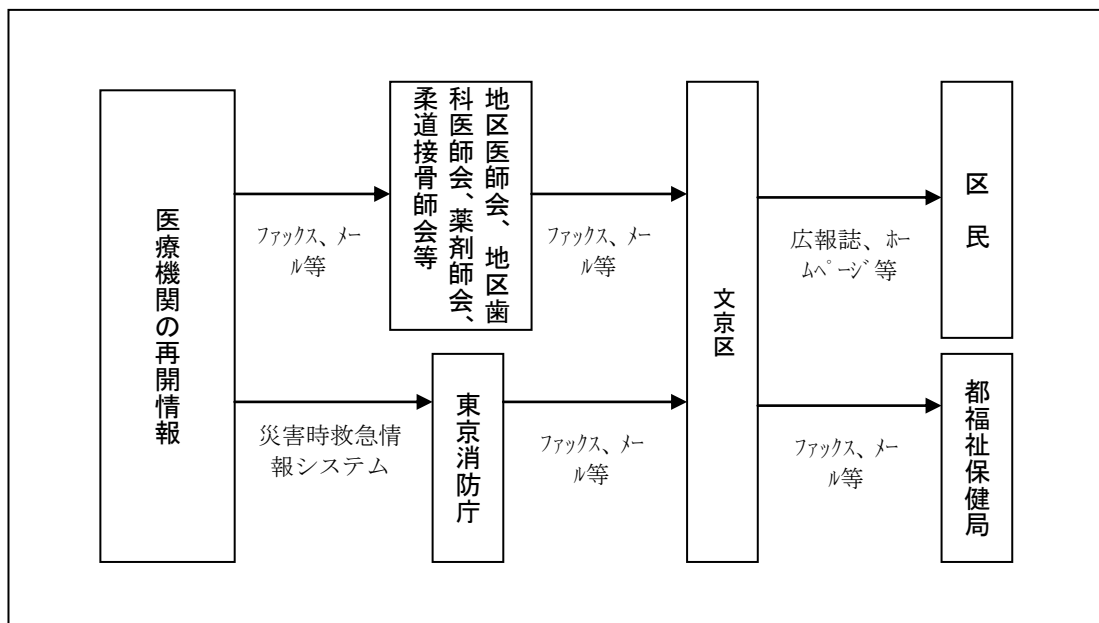 医療機関の再開情報
ファックス、メー
ル等
地区医師会、地区歯
科医師会、薬剤師会、
柔道接骨師会等
ファックス、メー
ル等
文京区
広報誌、ホー
ムページ等
区民
災害時救急情
報システム
東京消防庁
ファックス、メー
ル等
ファックス、メー
ル等
都福祉保健局